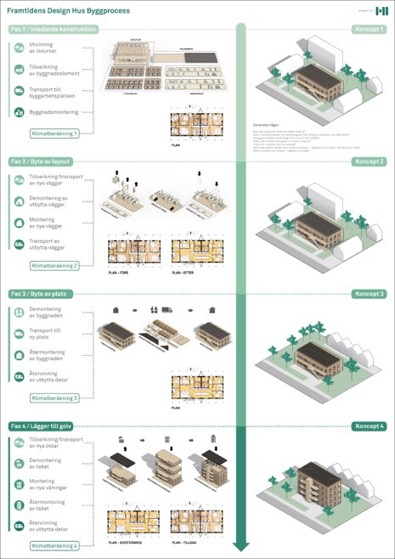 Framtidens Design Hus Byggprocess
Fas 1 / Inledande konstruktion
Koncept 1
Utvinning
av resurser
Tillverkning
av byggnadselement
Transport till
byggarbetsplatsen
Byggnadsmontering
Klimatberäkning 1
PLAN
Fas 2 / Byte av layout
Koncept 2
Tillverkning/transport
av nya väggar
Demontering av
utbytta väggar
Montering av
nya väggar
Transport av
utbytta väggar
Klimatberäkning 2
PLAN - FÖRE
PLAN - EFTER
Fas 3 / Byte av plats
Koncept 3
Demontering
av byggnaden
Transport till
ny plats
Återmontering
av byggnaden
Återvinning
av utbytta delar
Klimatberäkning 3
PLAN
Fas 4 / Lägger till golv
Koncept 4
Tillverkning/transport
av nya delar
Demontering
av taket
Montering
av nya våningar
Återmontering
av taket
Återvinning
av utbytta delar
Klimatberäkning 4
PLAN - EXISTERANDE
PLAN - TILLÄGG